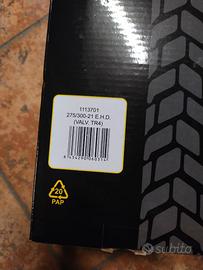 1113701
275/300-21 E.H.D.
(VALV. TR4)
20
PAP
subito